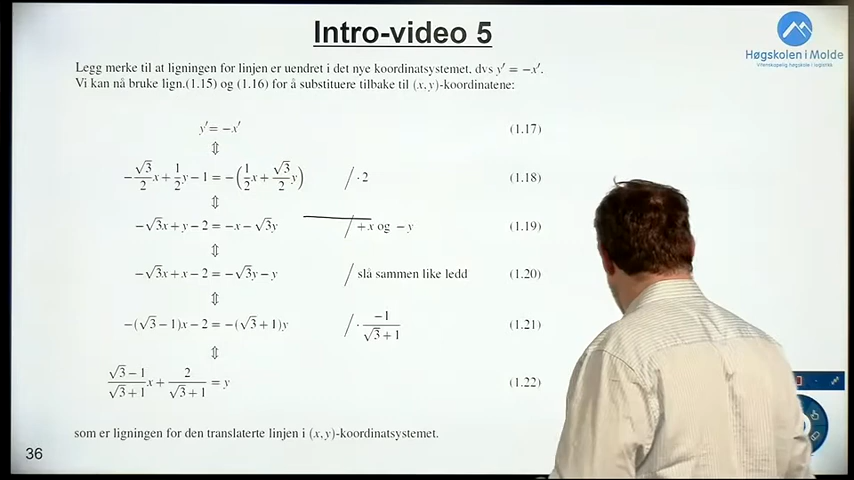 Intro-video 5
Høgskolen i Molde
Vitenskapelig høgskole i logistikk
Legg merke til at ligningen for linjen er uendret i det nye koordinatsystemet, dvs y′ = −x′.
Vi kan nå bruke lign.(1.15) og (1.16) for å substituere tilbake til (x,y)-koordinatene:
y′ = −x′ (1.17)
⇕
−√3/2 x + 1/2 y − 1 = −(1/2 x + √3/2 y) / · 2 (1.18)
⇕
−√3x + y − 2 = −x − √3y / +x og −y (1.19)
⇕
−√3x + x − 2 = −√3y − y / slå sammen like ledd (1.20)
⇕
−(√3 − 1)x − 2 = −(√3 + 1)y / · −1/(√3 + 1) (1.21)
⇕
(√3 − 1)/(√3 + 1) x + 2/(√3 + 1) = y (1.22)
som er ligningen for den translaterte linjen i (x,y)-koordinatsystemet.
36